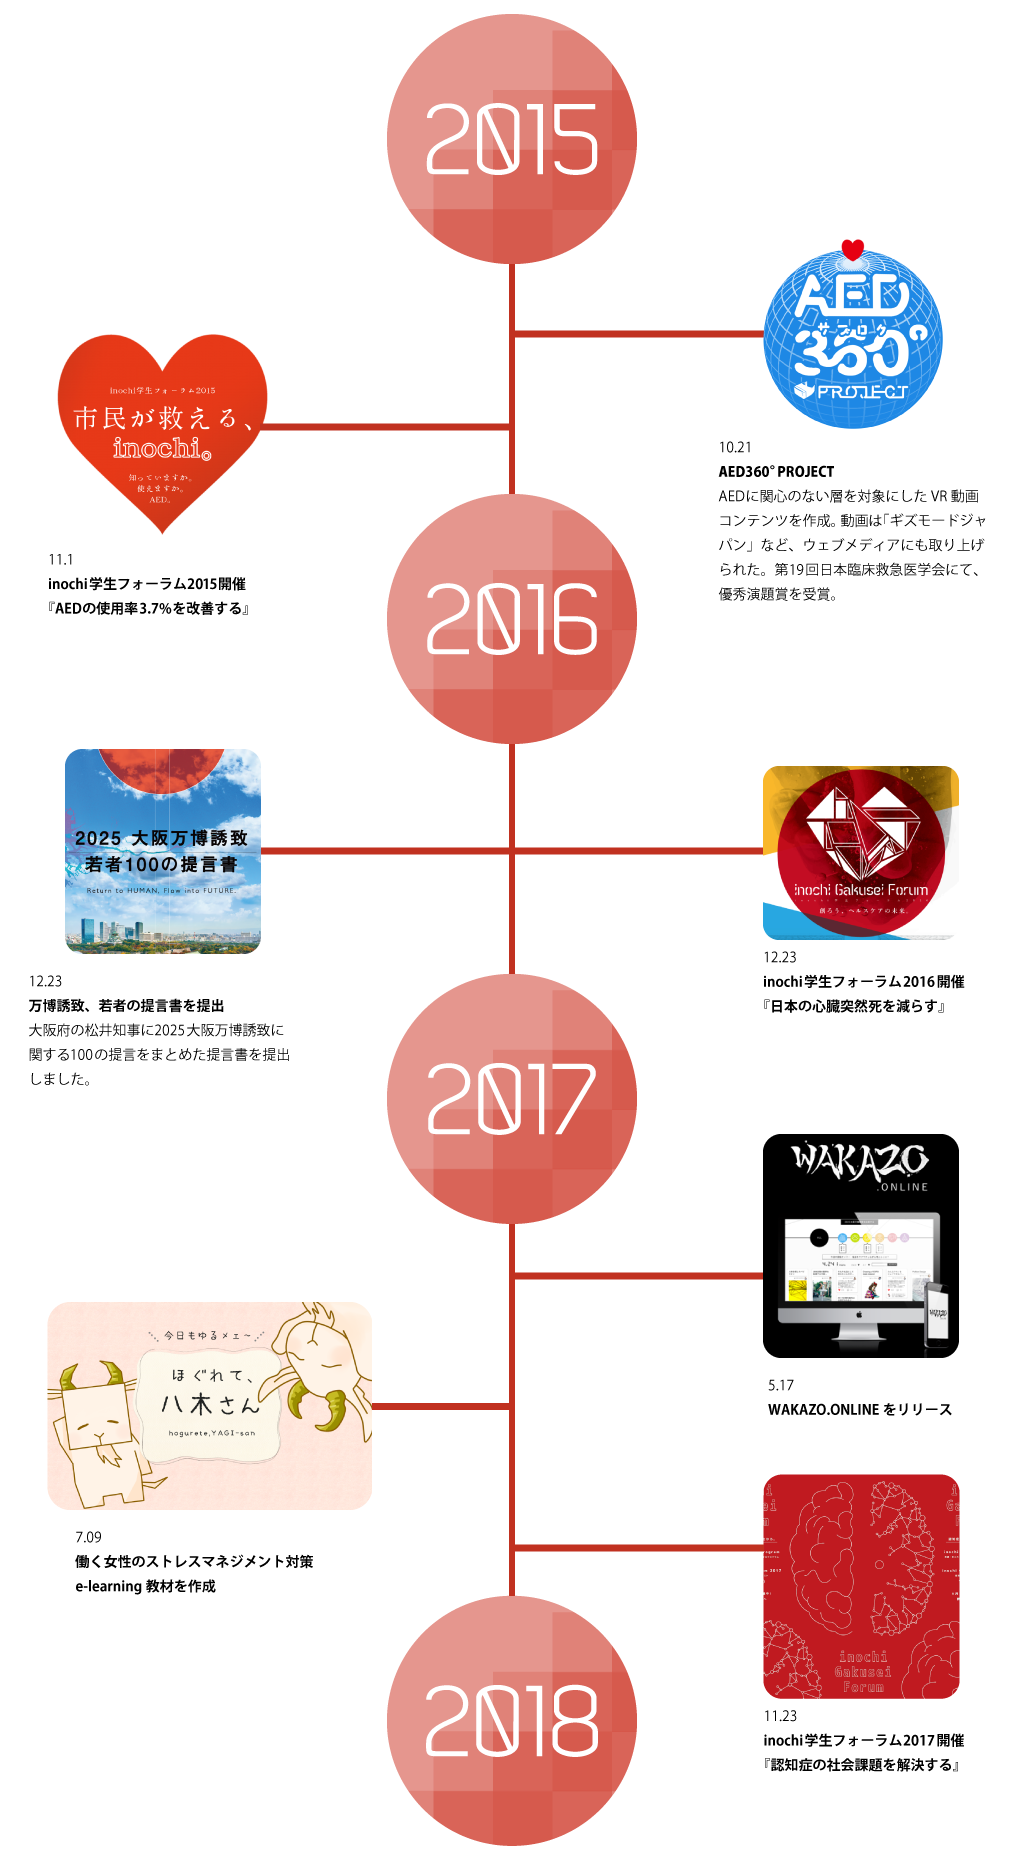 2015
AED
サブロク
360°
PROJECT
10.21
AED360°PROJECT
AEDに関心のない層を対象にした VR 動画
コンテンツを作成。動画は「ギズモードジャ
パン」など、ウェブメディアにも取り上げ
られた。第19回日本臨床救急医学会にて、
優秀演題賞を受賞。
inochi学生フォーラム2015
市民が救える、
inochi。
知っていますか。
使えますか。
AED。
11.1
inochi学生フォーラム2015開催
『AEDの使用率3.7%を改善する』
2016
2025 大阪万博誘致
若者100の提言書
Return to HUMAN, Flow into FUTURE.
12.23
万博誘致、若者の提言書を提出
大阪府の松井知事に2025大阪万博誘致に
関する100の提言をまとめた提言書を提出
しました。
inochi Gakusei Forum
創ろう、ヘルスケアの未来。
12.23
inochi学生フォーラム2016開催
『日本の心臓突然死を減らす』
2017
WAKAZO
.ONLINE
5.17
WAKAZO.ONLINE をリリース
今日もゆるメェ〜
ほぐれて、
八木さん
hogurete,YAGI-san
7.09
働く女性のストレスマネジメント対策
e-learning 教材を作成
inochi
Gakusei
Forum
11.23
inochi学生フォーラム2017開催
『認知症の社会課題を解決する』
2018